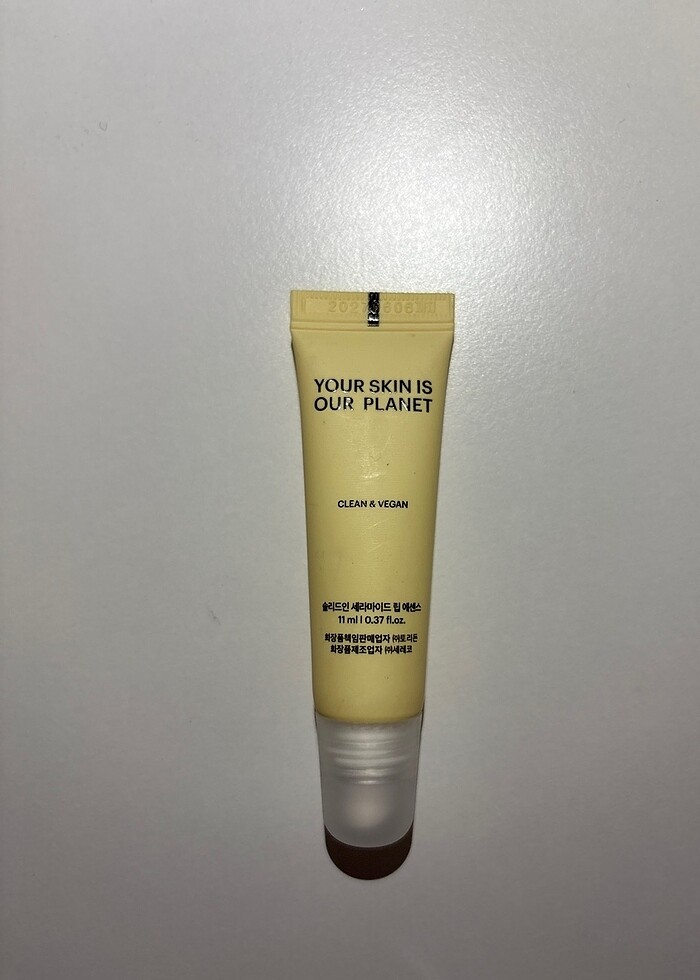 YOUR SKIN IS
OUR PLANET
CLEAN & VEGAN
솔리드인 세라마이드 립 에센스
11 ml l 0.37 fl.oz.
화장품책임판매업자 ㈜토리든
화장품제조업자 ㈜세레코